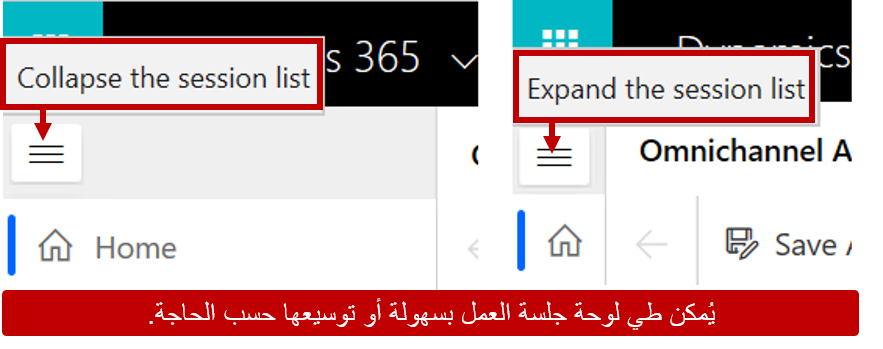 s 365
Collapse the session list
Home
Dynamics
Expand the session list
Omnichannel A
Save A
يُمكن طي لوحة جلسة العمل بسهولة أو توسيعها حسب الحاجة.